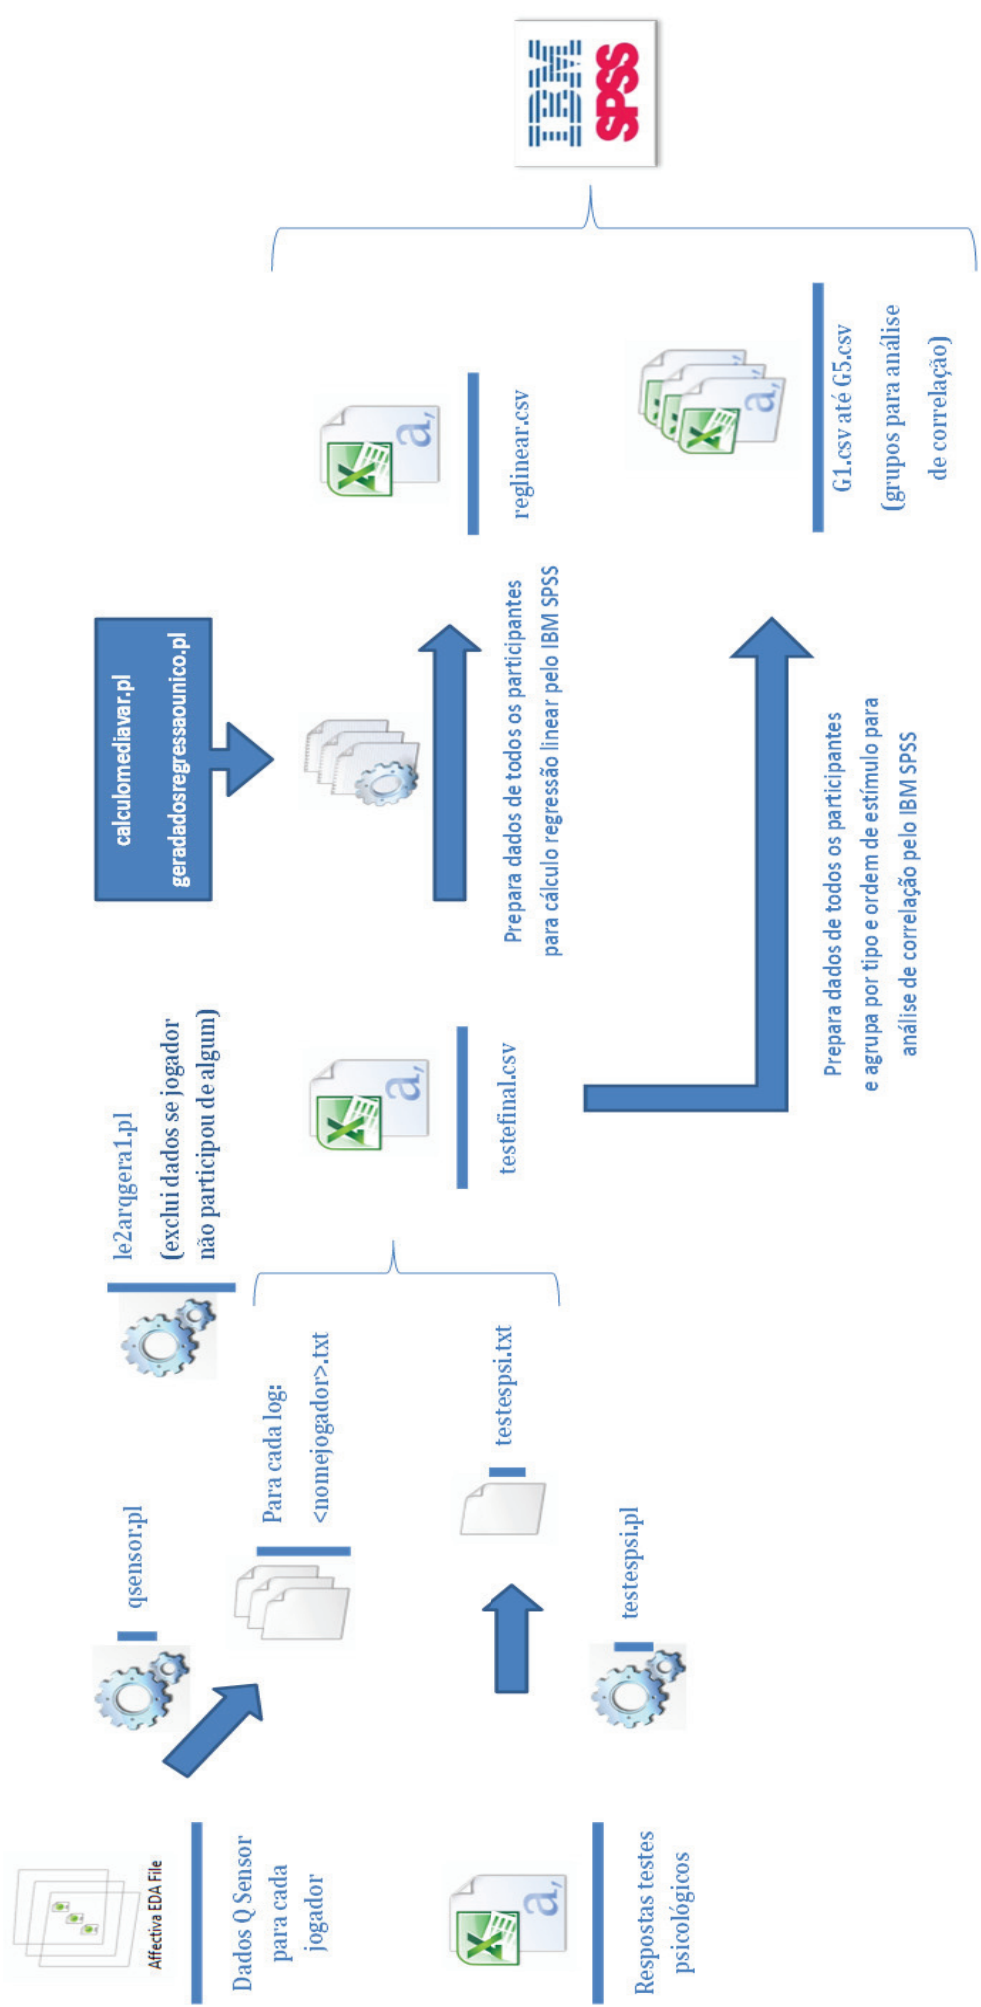 Affectiva EDA File
Dados Q Sensor
para cada
jogador
Respostas testes
psicológicos
qsensor.pl
testespsi.pl
Para cada log:
<nomejogador>.txt
testespsi.txt
le2arqgera1.pl
(exclui dados se jogador
não participou de algum)
testefinal.csv
calculomediavar.pl
geradadosregressaounico.pl
Prepara dados de todos os participantes
para cálculo regressão linear pelo IBM SPSS
Prepara dados de todos os participantes
e agrupa por tipo e ordem de estímulo para
análise de correlação pelo IBM SPSS
reglinear.csv
G1.csv até G5.csv
(grupos para análise
de correlação)
IBM
SPSS
a,
a,
a,
a,